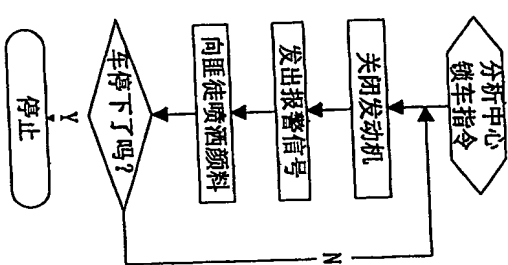 分析中心
锁车指令
关闭发动机
发出报警信号
向匪徒喷洒颜料
车停下了吗?
N
Y
停止